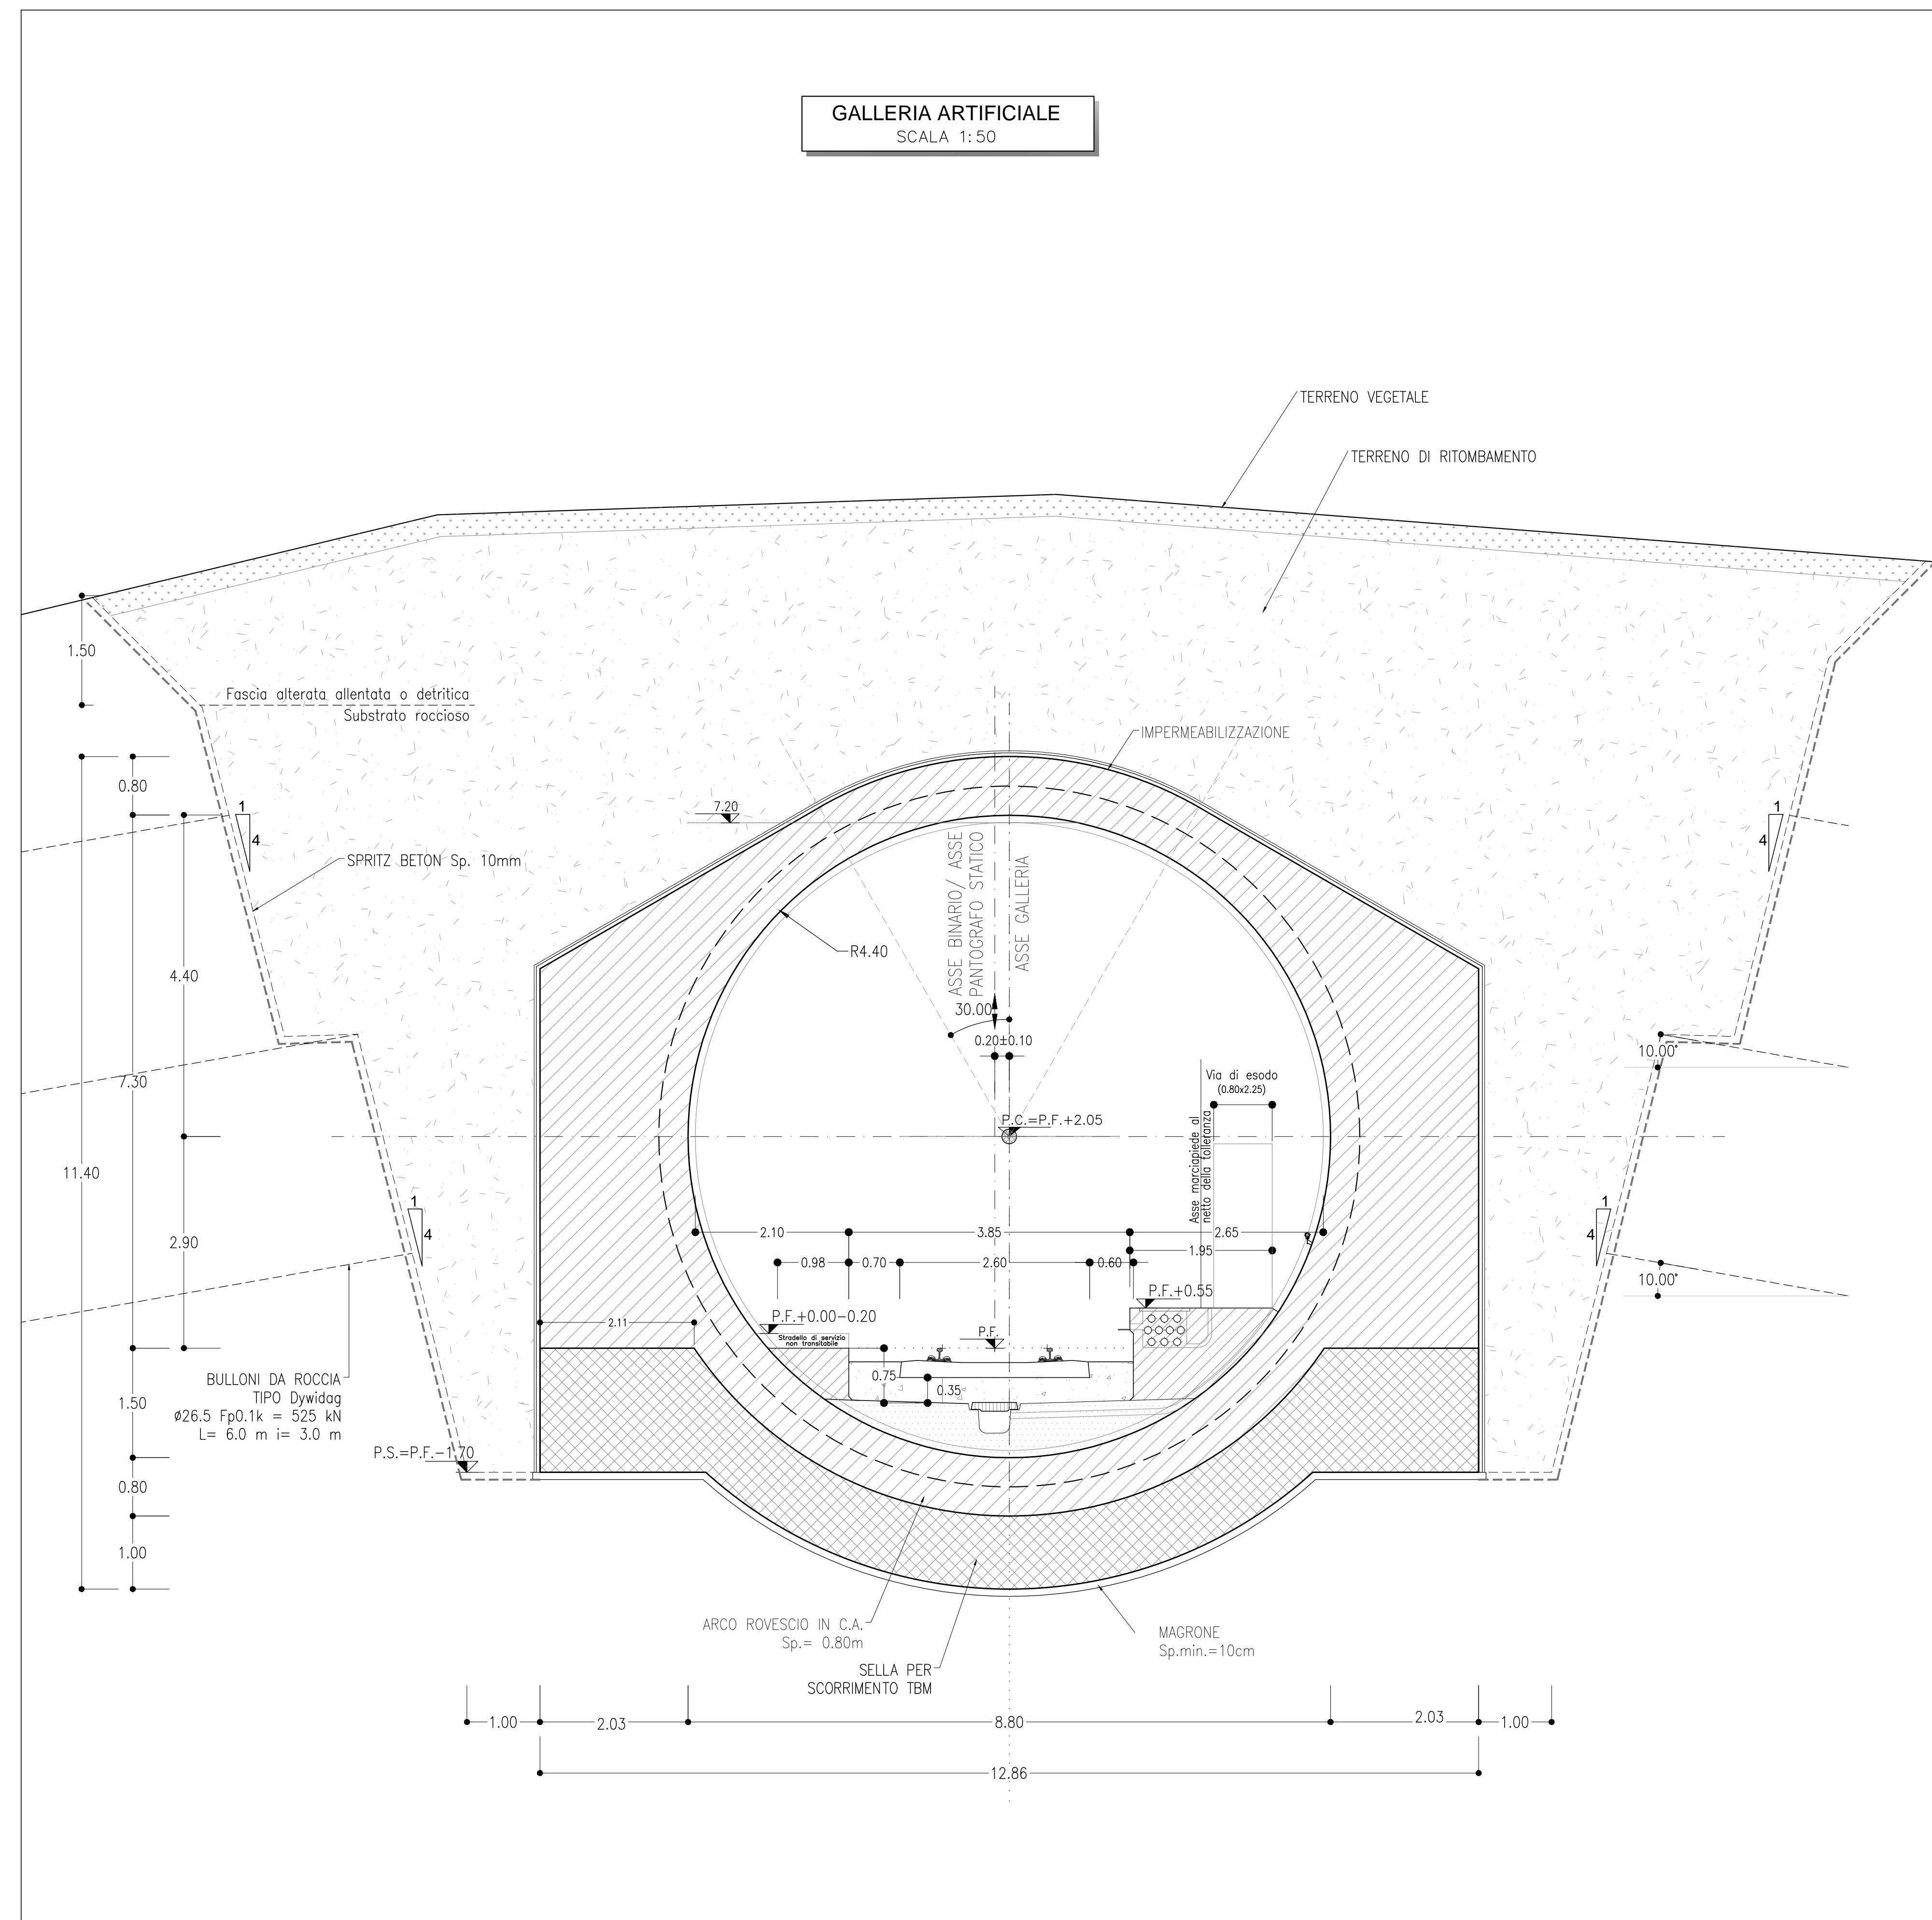 GALLERIA ARTIFICIALE
SCALA 1:50
TERRENO VEGETALE
TERRENO DI RITOMBAMENTO
1.50
Fascia alterata allentata o detritica
Substrato roccioso
IMPERMEABILIZZAZIONE
0.80
7.20
1
4
1
4
SPRITZ BETON Sp. 10mm
ASSE BINARIO/ ASSE
PANTOGRAFO STATICO
ASSE GALLERIA
R4.40
4.40
30.00
0.20±0.10
10.00°
7.30
Via di esodo
(0.80x2.25)
P.C.=P.F.+2.05
Asse marciapiede al
netto della tolleranza
11.40
1
4
1
4
2.90
2.10
3.85
2.65
1.95
0.98
0.70
2.60
0.60
10.00°
P.F.+0.55
P.F.+0.00-0.20
2.11
Stradello di servizio
non transitabile
P.F.
BULLONI DA ROCCIA
TIPO Dywidag
Ø26.5 Fp0.1k = 525 kN
L= 6.0 m i= 3.0 m
0.75
0.35
1.50
P.S.=P.F.-1.70
0.80
1.00
ARCO ROVESCIO IN C.A.
Sp.= 0.80m
MAGRONE
Sp.min.=10cm
SELLA PER
SCORRIMENTO TBM
1.00
2.03
8.80
2.03
1.00
12.86